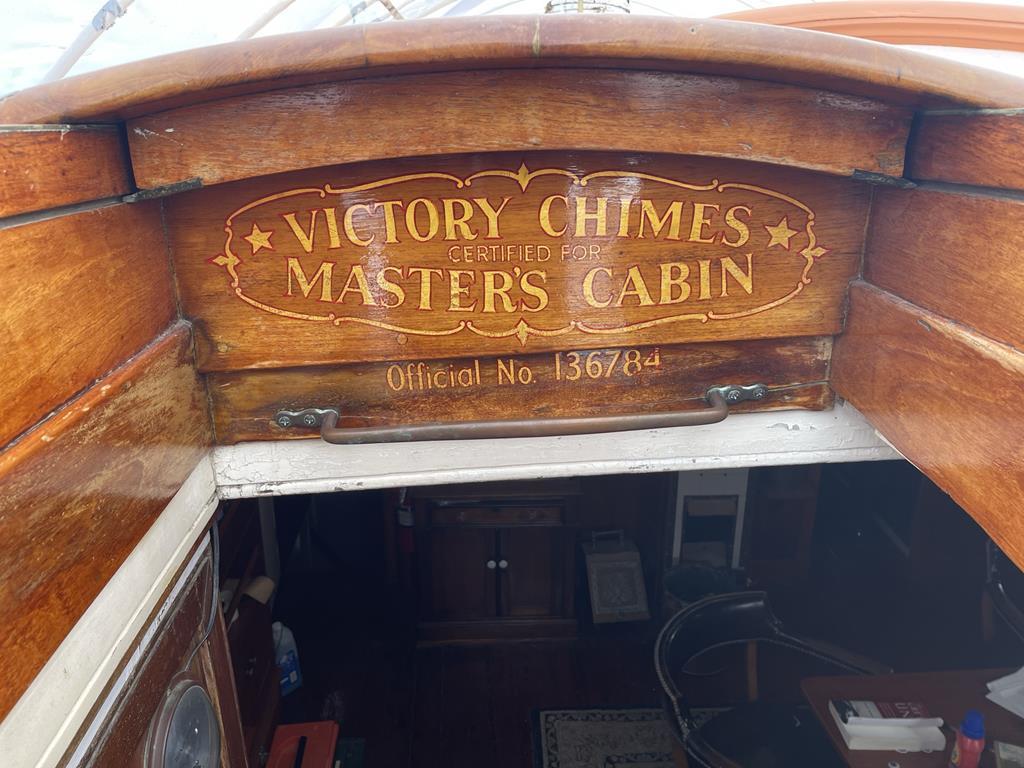 VICTORY CHIMES
CERTIFIED FOR
MASTER'S CABIN
Official No. 136784